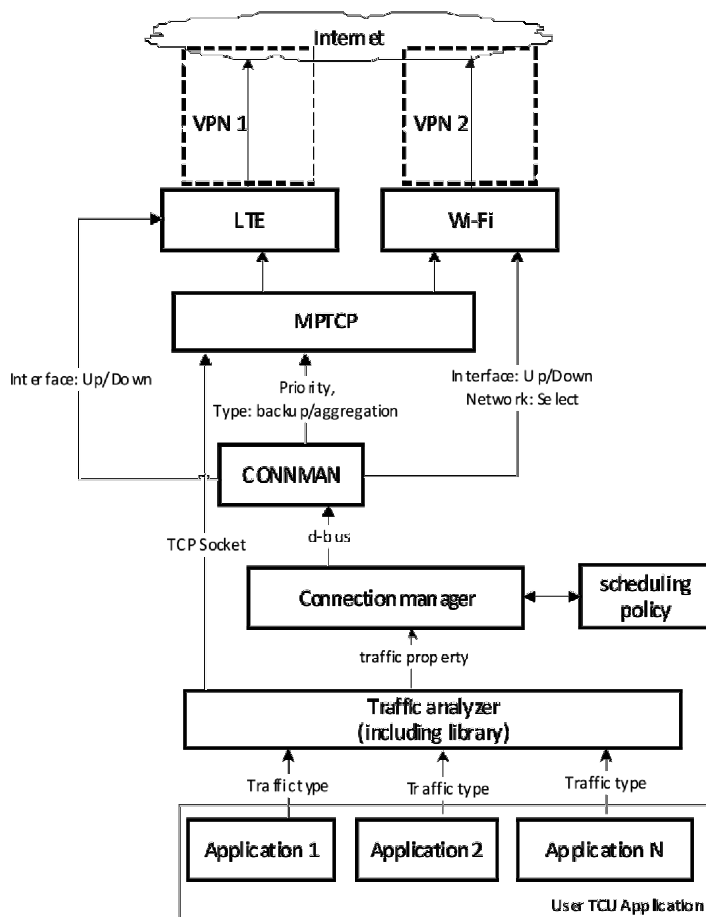 Internet
VPN 1
VPN 2
LTE
Wi-Fi
MPTCP
Interface: Up/Down
Priority,
Type: backup/aggregation
Interface: Up/Down
Network: Select
CONNMAN
TCP Socket
d-bus
Connection manager
scheduling
policy
traffic property
Traffic analyzer
(including library)
Traffic type
Traffic type
Traffic type
Application 1
Application 2
Application N
User TCU Application